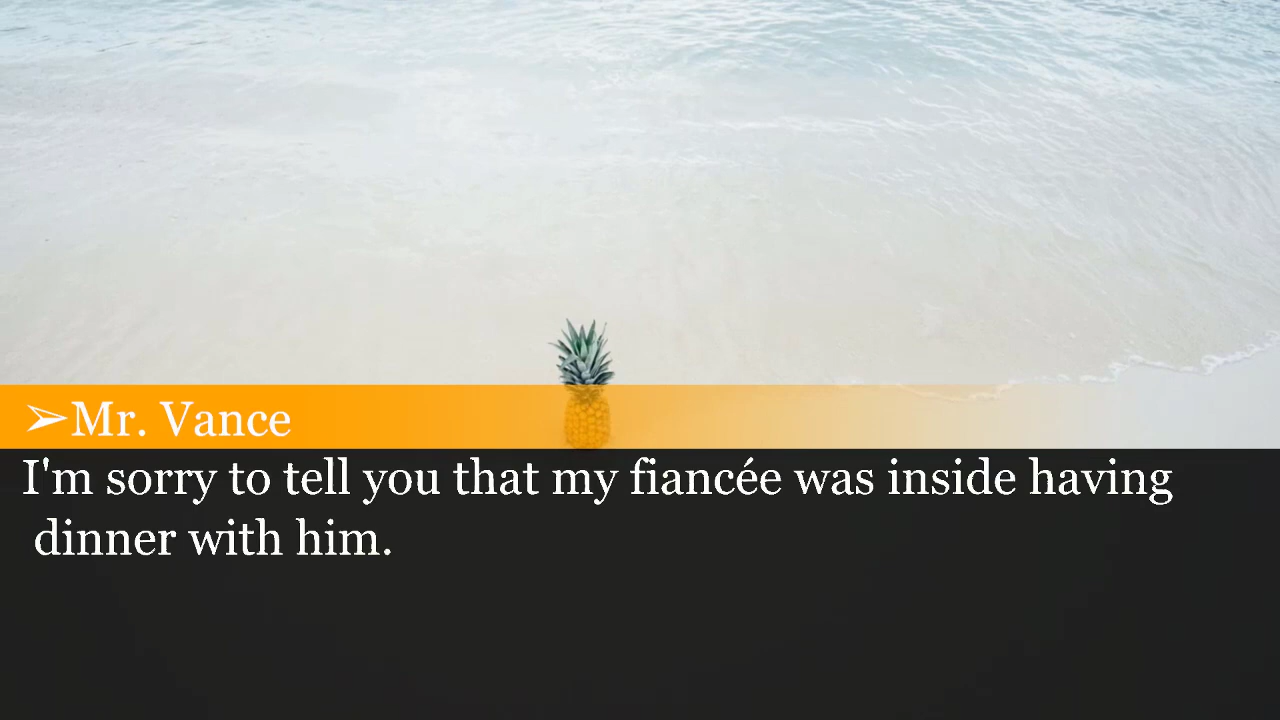 ➢Mr. Vance
I'm sorry to tell you that my fiancée was inside having
dinner with him.